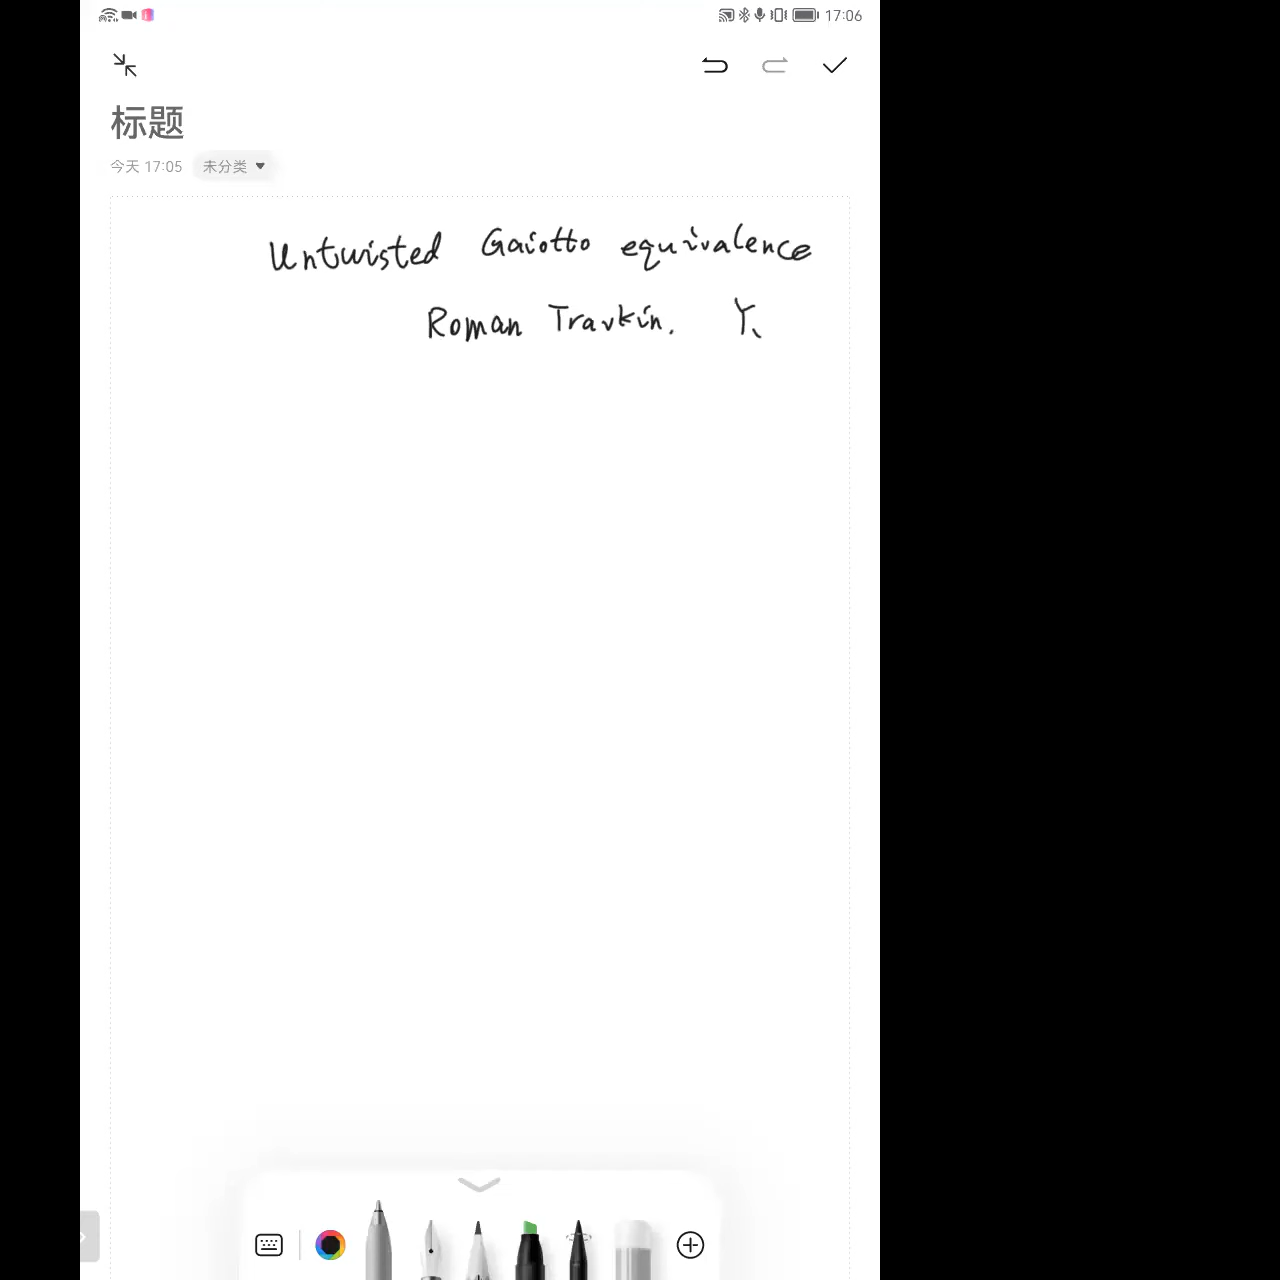 17:06
标题
今天 17:05 未分类
Untwisted Gaiotto equivalence
Roman Travkin. Y.